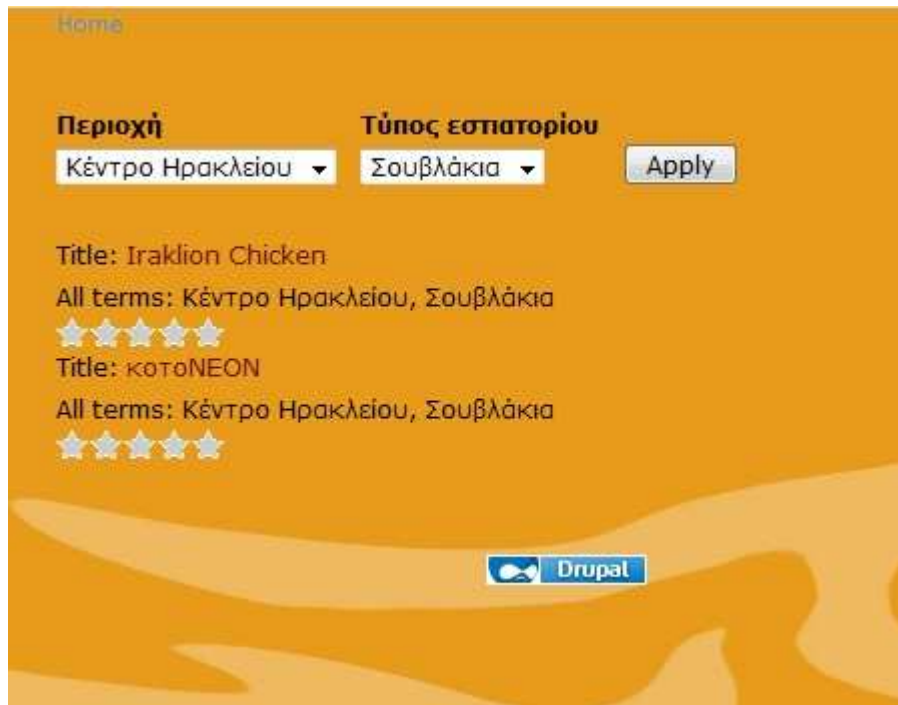 Home
Περιοχή Τύπος εστιατορίου
Κέντρο Ηρακλείου Σουβλάκια Apply
Title: Iraklion Chicken
All terms: Κέντρο Ηρακλείου, Σουβλάκια
Title: κοτοNEON
All terms: Κέντρο Ηρακλείου, Σουβλάκια
Drupal